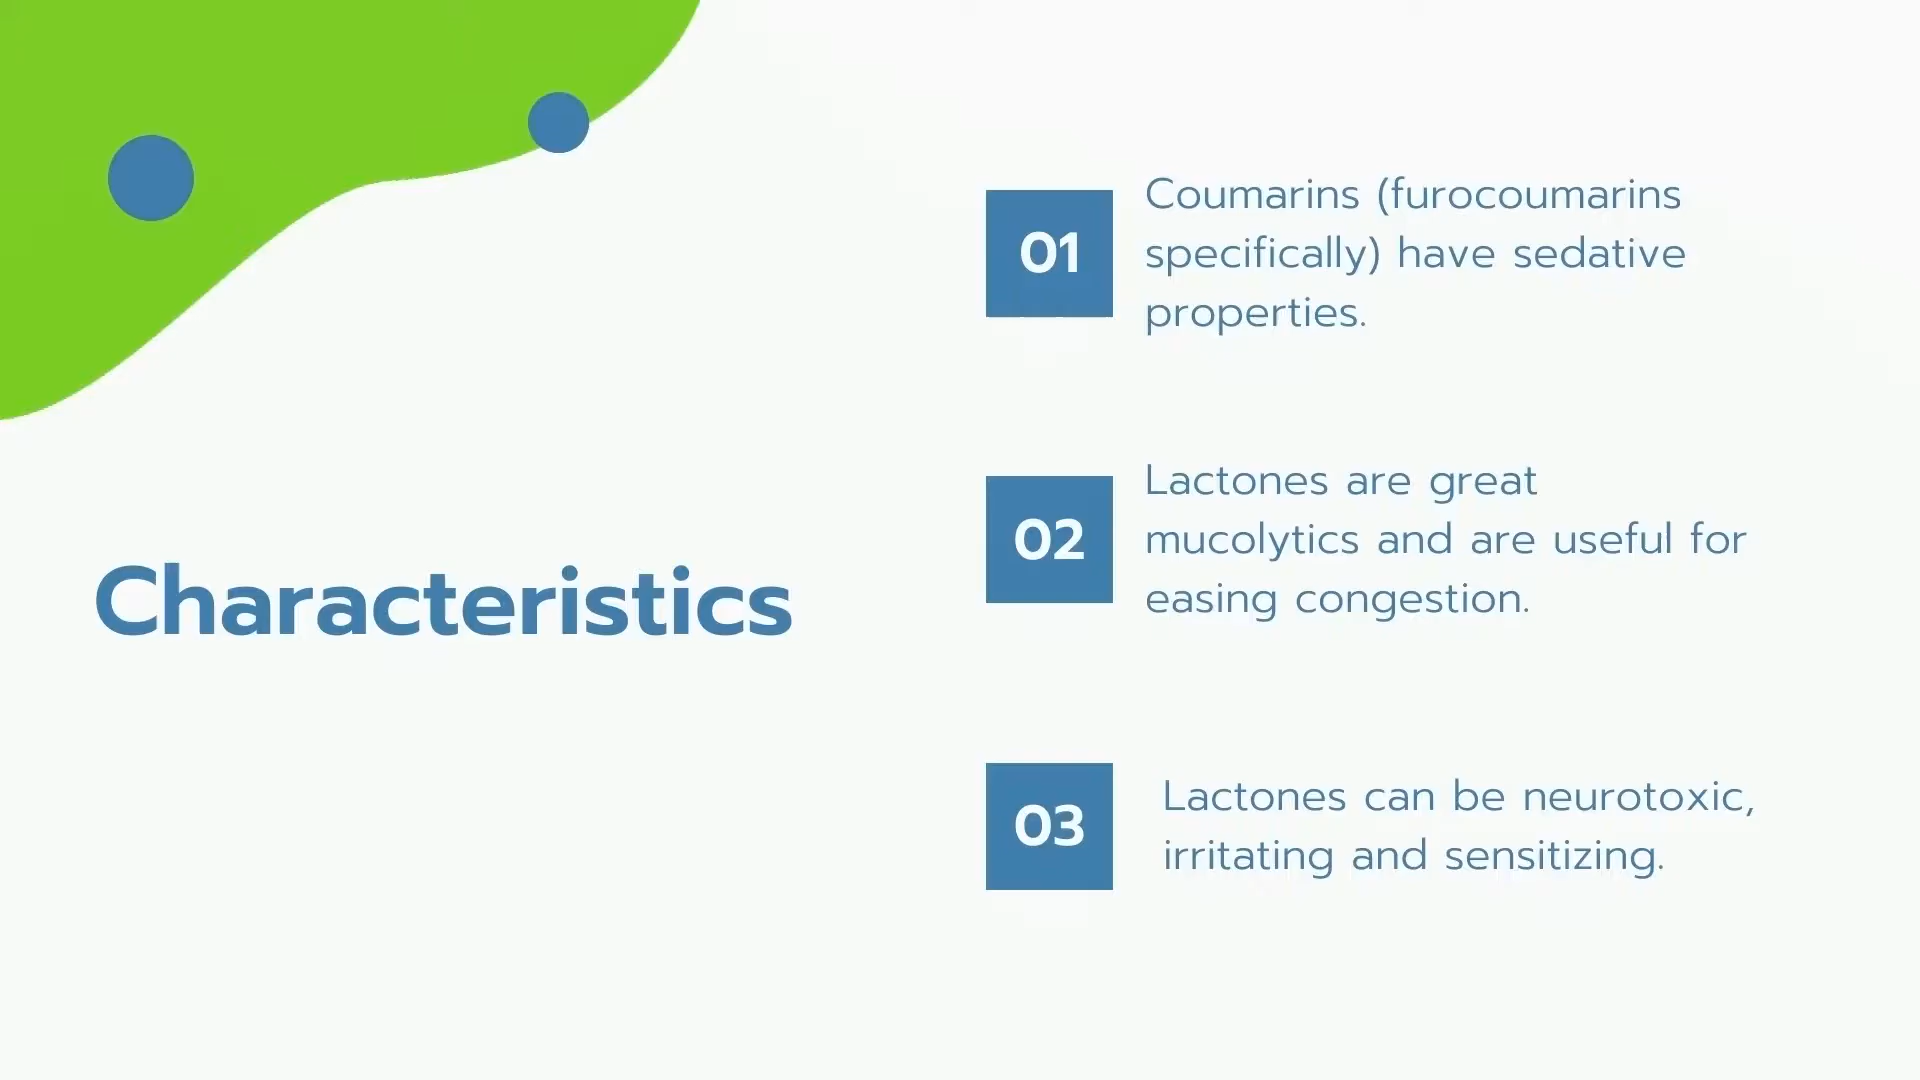 Characteristics
01
Coumarins (furocoumarins
specifically) have sedative
properties.
02
Lactones are great
mucolytics and are useful for
easing congestion.
03
Lactones can be neurotoxic,
irritating and sensitizing.